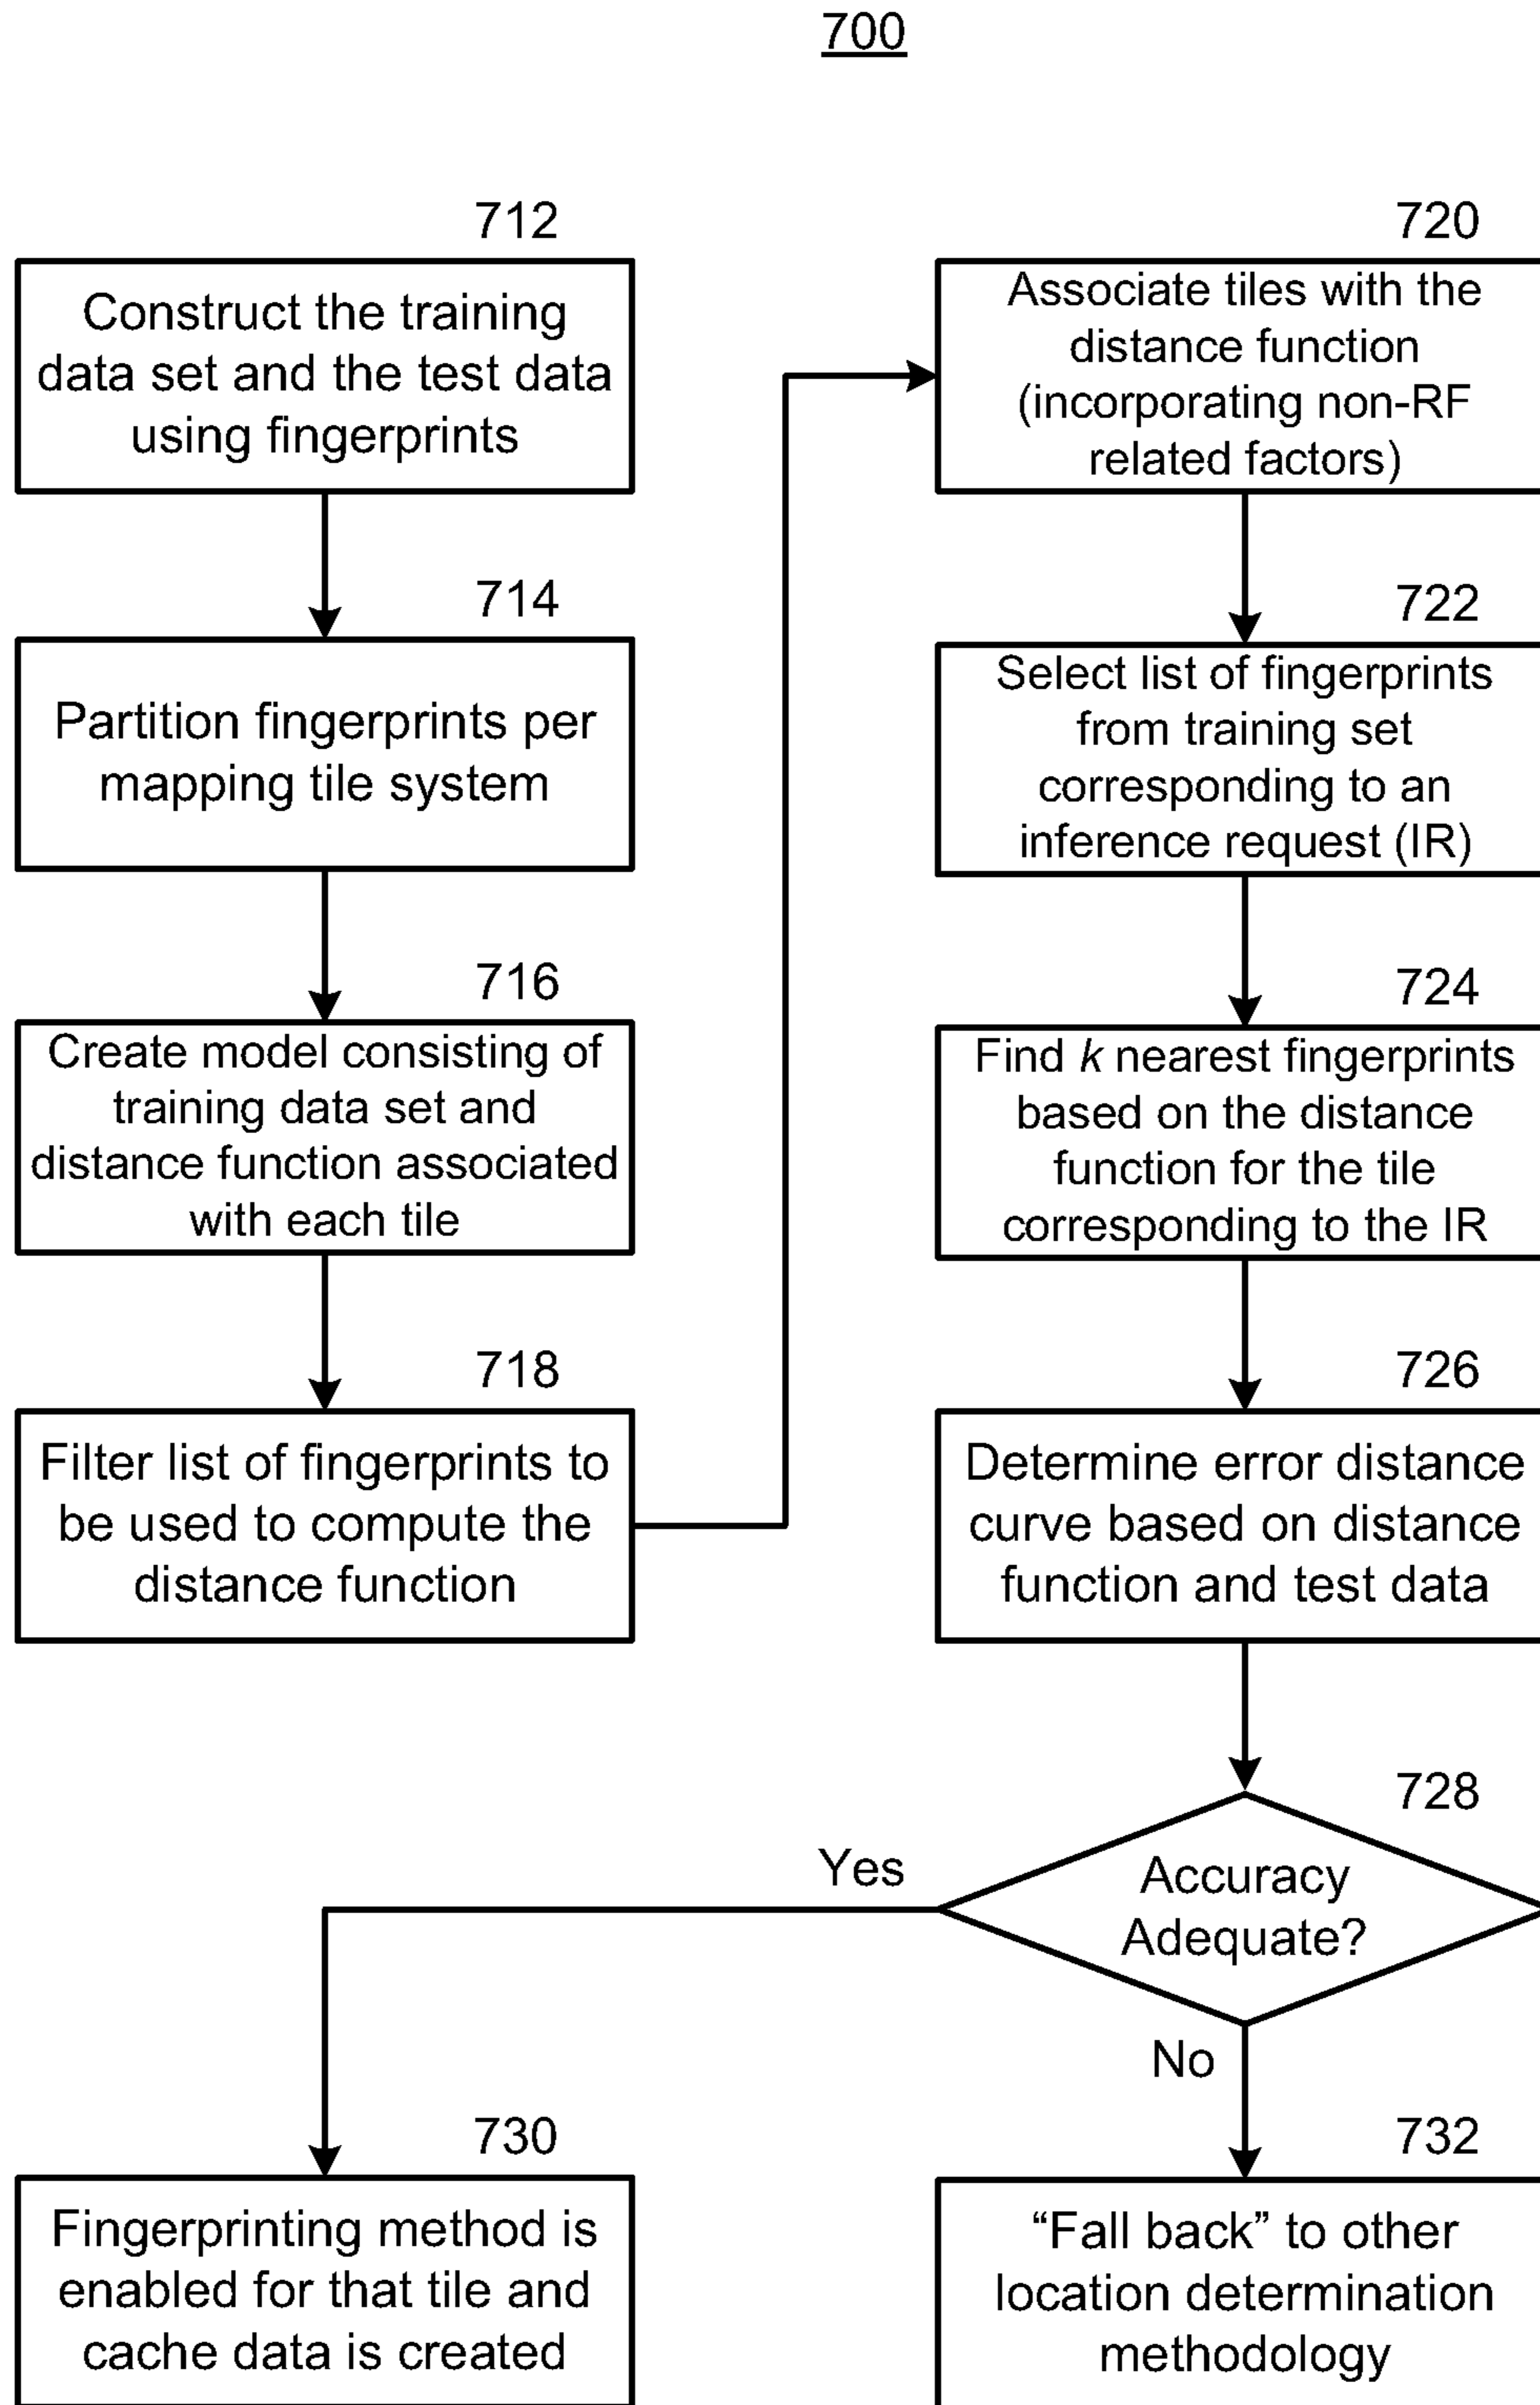 700
712
Construct the training
data set and the test data
using fingerprints
714
Partition fingerprints per
mapping tile system
716
Create model consisting of
training data set and
distance function associated
with each tile
718
Filter list of fingerprints to
be used to compute the
distance function
720
Associate tiles with the
distance function
(incorporating non-RF
related factors)
722
Select list of fingerprints
from training set
corresponding to an
inference request (IR)
724
Find k nearest fingerprints
based on the distance
function for the tile
corresponding to the IR
726
Determine error distance
curve based on distance
function and test data
728
Accuracy
Adequate?
Yes
No
730
Fingerprinting method is
enabled for that tile and
cache data is created
732
“Fall back” to other
location determination
methodology